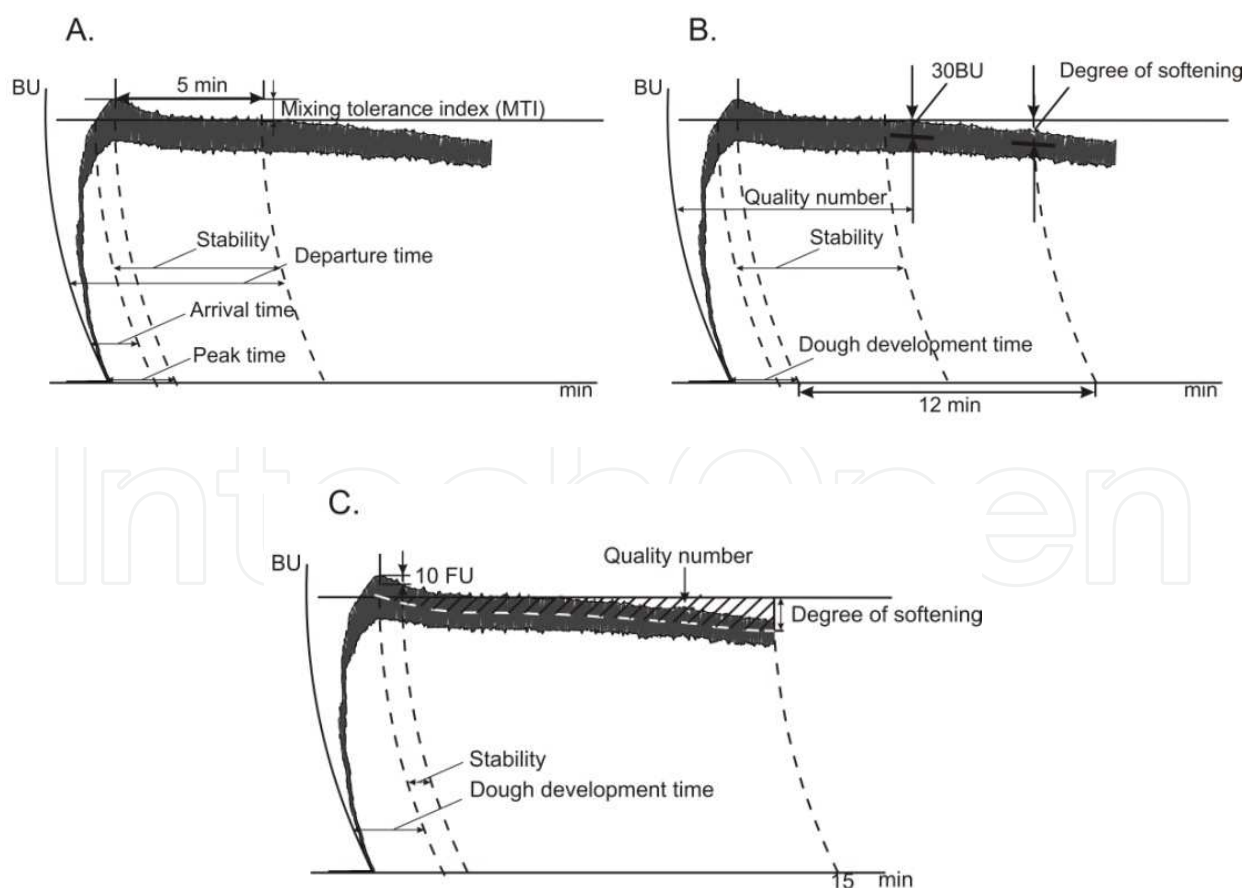 A.
BU
5 min
Mixing tolerance index (MTI)
Stability
Departure time
Arrival time
Peak time
min
B.
BU
30BU
Degree of softening
Quality number
Stability
Dough development time
12 min
min
IntechOpen
C.
BU
10 FU
Quality number
Degree of softening
Stability
Dough development time
15
min